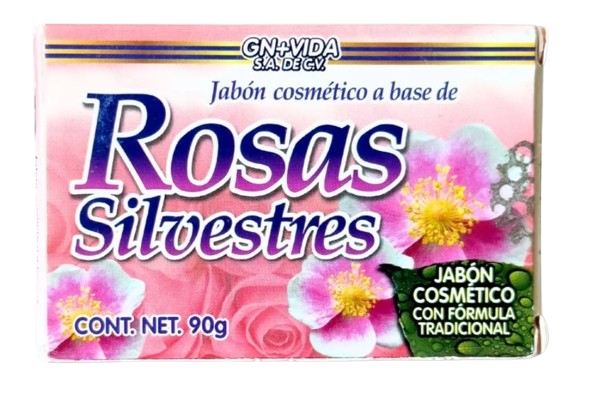 GN+VIDA
S.A. DE C.V.
Jabón cosmético a base de
Rosas
Silvestres
CONT. NET. 90g
JABÓN
COSMÉTICO
CON FÓRMULA
TRADICIONAL